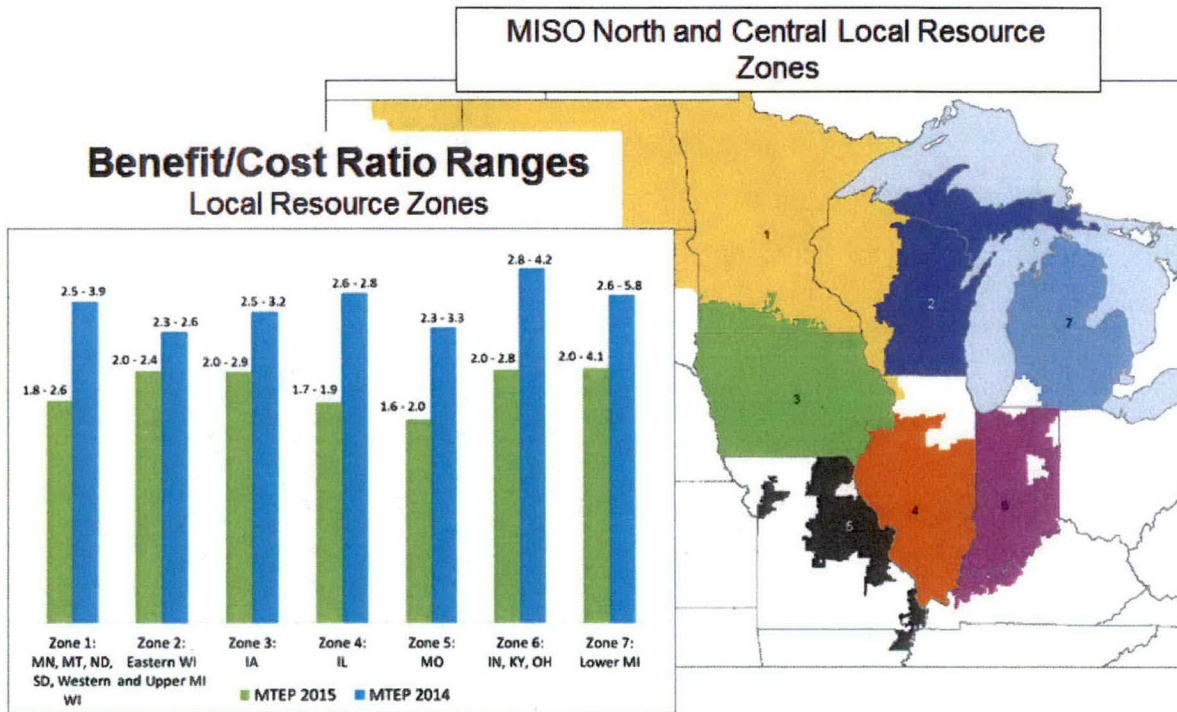 MISO North and Central Local Resource
Zones
Benefit/Cost Ratio Ranges
Local Resource Zones
2.5 - 3.9
1.8 - 2.6
2.3 - 2.6
2.0 - 2.4
2.5 - 3.2
2.0 - 2.9
2.6 - 2.8
1.7 - 1.9
2.3 - 3.3
1.6 - 2.0
2.8 - 4.2
2.0 - 2.8
2.6 - 5.8
2.0 - 4.1
Zone 1:
MN, MT, ND,
SD, Western
WI
Zone 2:
Eastern WI
and Upper MI
Zone 3:
IA
Zone 4:
IL
Zone 5:
MO
Zone 6:
IN, KY, OH
Zone 7:
Lower MI
MTEP 2015
MTEP 2014
1
2
7
3
4
6
5